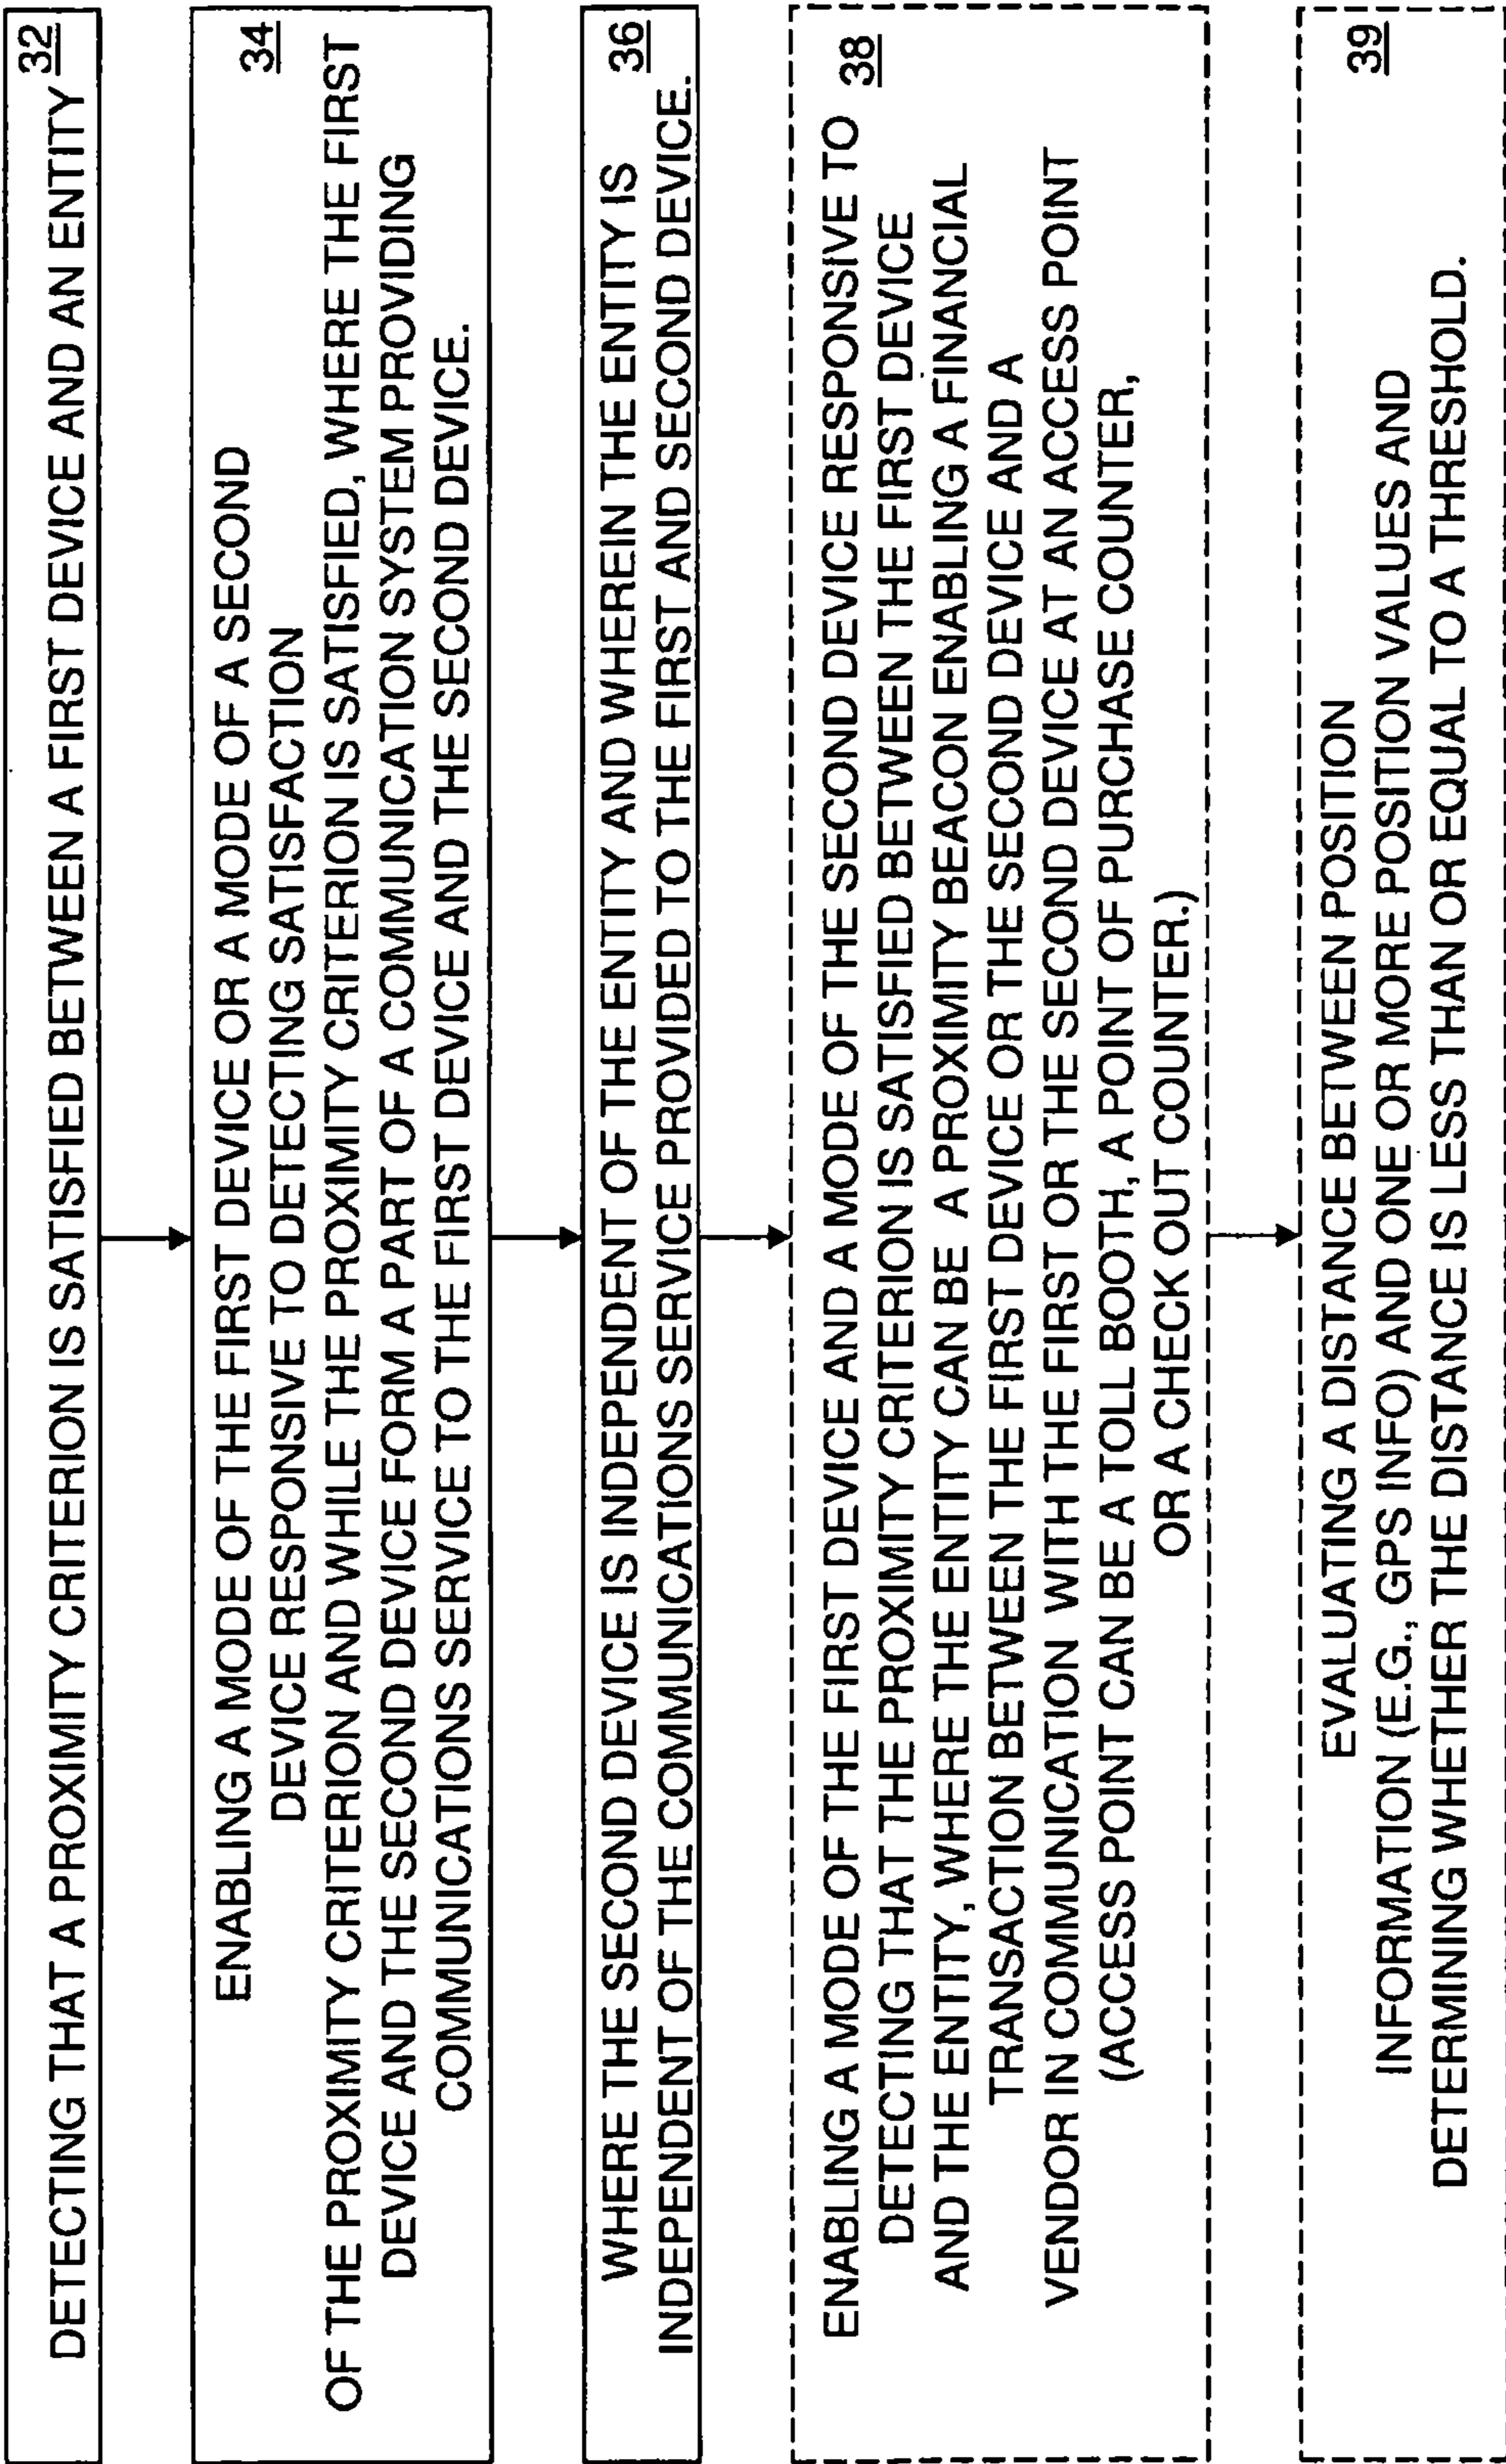 32
DETECTING THAT A PROXIMITY CRITERION IS SATISFIED BETWEEN A FIRST DEVICE AND AN ENTITY
34
ENABLING A MODE OF THE FIRST DEVICE OR A MODE OF A SECOND
DEVICE RESPONSIVE TO DETECTING SATISFACTION
OF THE PROXIMITY CRITERION AND WHILE THE PROXIMITY CRITERION IS SATISFIED, WHERE THE FIRST
DEVICE AND THE SECOND DEVICE FORM A PART OF A COMMUNICATION SYSTEM PROVIDING
COMMUNICATIONS SERVICE TO THE FIRST DEVICE AND THE SECOND DEVICE.
36
WHERE THE SECOND DEVICE IS INDEPENDENT OF THE ENTITY AND WHEREIN THE ENTITY IS
INDEPENDENT OF THE COMMUNICATIONS SERVICE PROVIDED TO THE FIRST AND SECOND DEVICE.
38
ENABLING A MODE OF THE FIRST DEVICE AND A MODE OF THE SECOND DEVICE RESPONSIVE TO
DETECTING THAT THE PROXIMITY CRITERION IS SATISFIED BETWEEN THE FIRST DEVICE
AND THE ENTITY, WHERE THE ENTITY CAN BE A PROXIMITY BEACON ENABLING A FINANCIAL
TRANSACTION BETWEEN THE FIRST DEVICE OR THE SECOND DEVICE AND A
VENDOR IN COMMUNICATION WITH THE FIRST OR THE SECOND DEVICE AT AN ACCESS POINT
(ACCESS POINT CAN BE A TOLL BOOTH, A POINT OF PURCHASE COUNTER,
OR A CHECK OUT COUNTER.)
39
EVALUATING A DISTANCE BETWEEN POSITION
INFORMATION (E.G., GPS INFO) AND ONE OR MORE POSITION VALUES AND
DETERMINING WHETHER THE DISTANCE IS LESS THAN OR EQUAL TO A THRESHOLD.